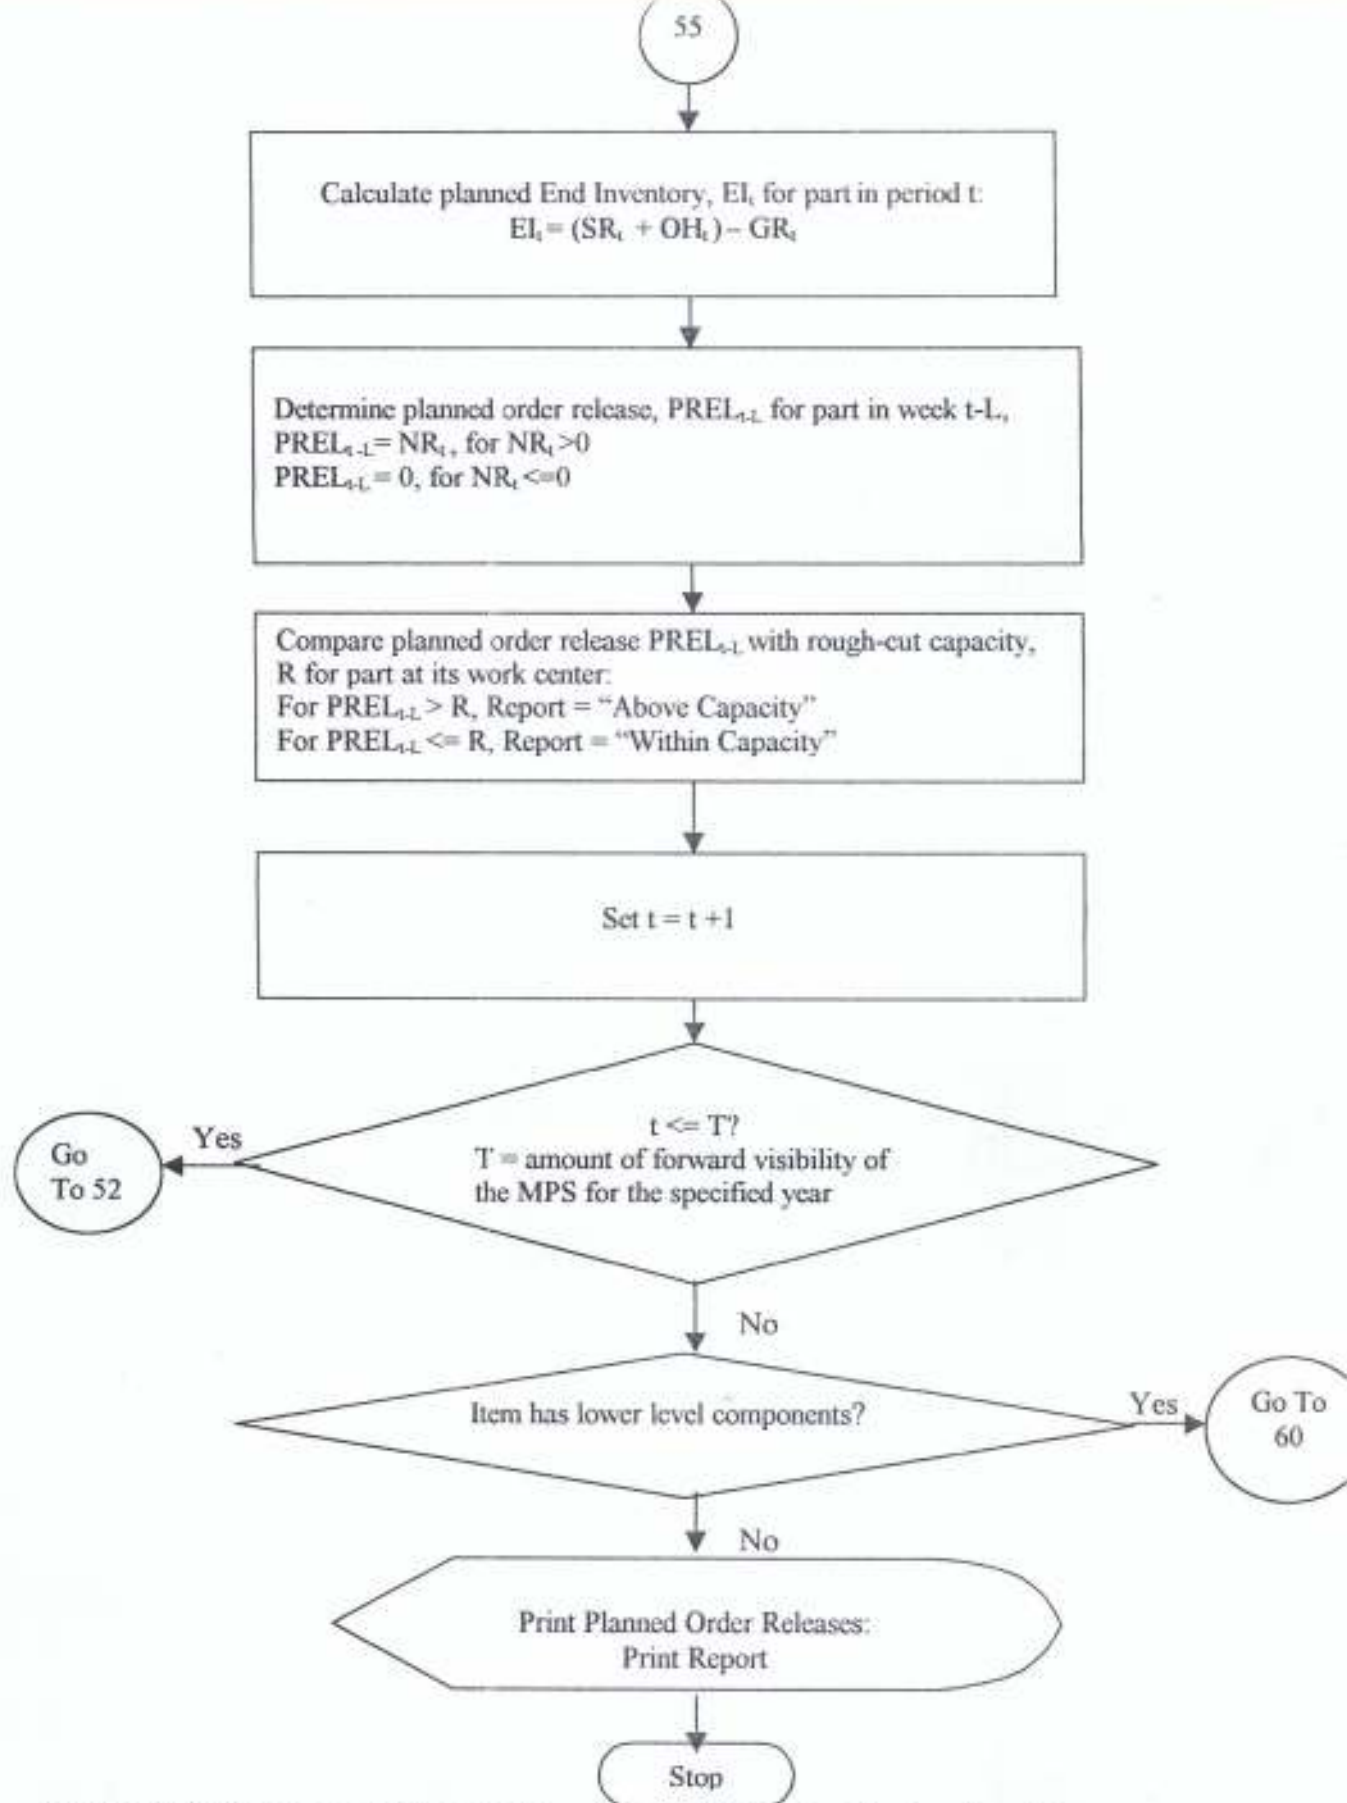 55
Calculate planned End Inventory, EIₜ for part in period t:
EIₜ = (SRₜ + OHₜ) – GRₜ
Determine planned order release, PRELₜ₋L for part in week t-L,
PRELₜ₋L = NRₜ, for NRₜ >0
PRELₜ₋L = 0, for NRₜ <=0
Compare planned order release PRELₜ₋L with rough-cut capacity,
R for part at its work center:
For PRELₜ₋L > R, Report = “Above Capacity”
For PRELₜ₋L <= R, Report = “Within Capacity”
Set t = t +1
t <= T?
T = amount of forward visibility of
the MPS for the specified year
Yes
Go
To 52
No
Item has lower level components?
Yes
Go To
60
No
Print Planned Order Releases:
Print Report
Stop